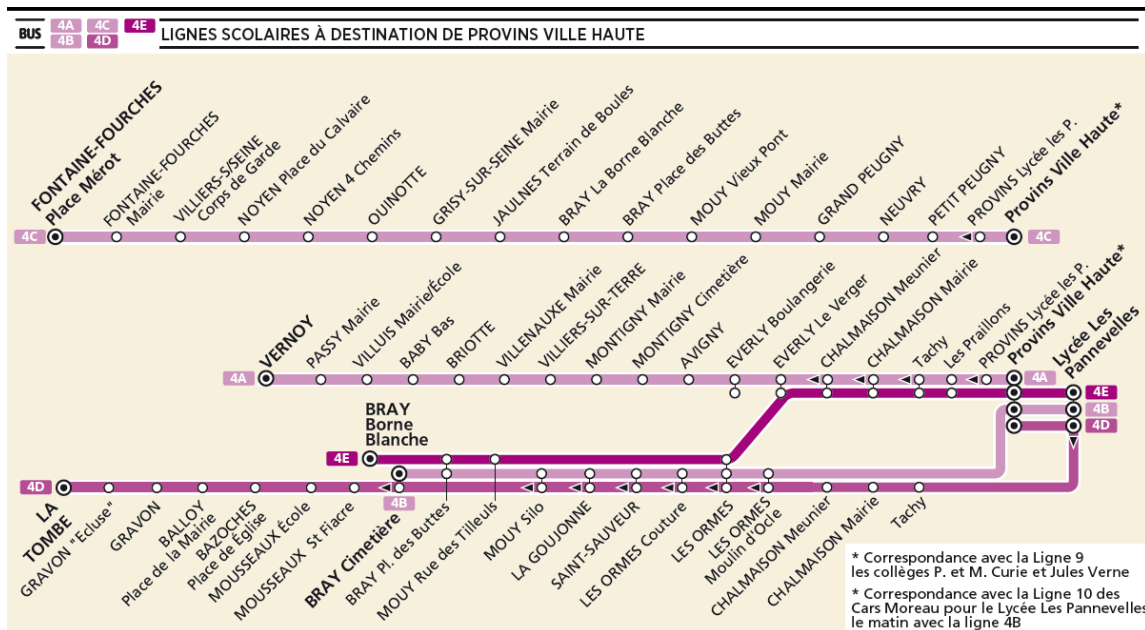 BUS 4A 4C 4E
4B 4D
LIGNES SCOLAIRES À DESTINATION DE PROVINS VILLE HAUTE
FONTAINE-FOURCHES
Place Mérot
FONTAINE-FOURCHES
Mairie
VILLIERS-S/SEINE
Corps de Garde
NOYEN Place du Calvaire
NOYEN 4 Chemins
OUINOTTE
GRISY-SUR-SEINE Mairie
JAULNES Terrain de Boules
BRAY La Borne Blanche
BRAY Place des Buttes
MOUY Vieux Pont
MOUY Mairie
GRAND PEUGNY
NEUVRY
PETIT PEUGNY
PROVINS Lycée les P.
Provins Ville Haute*
4C
4C
VERNOY
PASSY Mairie
VILLUIS Mairie/École
BABY Bas
BRIOTTE
VILLENAUXE Mairie
VILLIERS-SUR-TERRE
MONTIGNY Mairie
MONTIGNY Cimetière
AVIGNY
EVERLY Boulangerie
EVERLY Le Verger
CHALMAISON Meunier
CHALMAISON Mairie
Tachy
Les Praillons
PROVINS Lycée les P.
Provins Ville Haute*
Lycée Les
Pannevelles
4A
4A
4E
4B
4D
BRAY
Borne
Blanche
4E
4D
4B
LA
TOMBE
GRAVON "Ecluse"
GRAVON
BALLOY
Place de la Mairie
BAZOCHES
Place de Église
MOUSSEAUX École
MOUSSEAUX St Fiacre
BRAY Cimetière
BRAY Pl. des Buttes
MOUY Rue des Tilleuls
MOUY Silo
LA GOUJONNE
SAINT-SAUVEUR
LES ORMES Couture
LES ORMES
LES ORMES
Moulin d'Ocle
CHALMAISON Meunier
CHALMAISON Mairie
Tachy
* Correspondance avec la Ligne 9
les collèges P. et M. Curie et Jules Verne
* Correspondance avec la Ligne 10 des
Cars Moreau pour le Lycée Les Pannevelles
le matin avec la ligne 4B